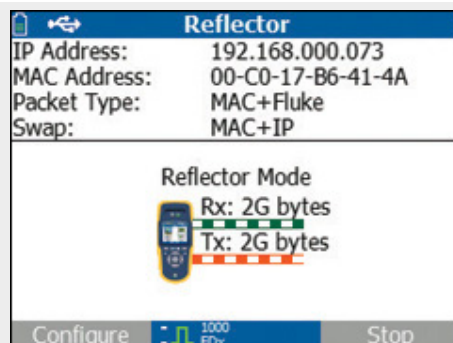 Reflector
IP Address: 192.168.000.073
MAC Address: 00-C0-17-B6-41-4A
Packet Type: MAC+Fluke
Swap: MAC+IP
Reflector Mode
Rx: 2G bytes
Tx: 2G bytes
Configure 1000 FDx Stop